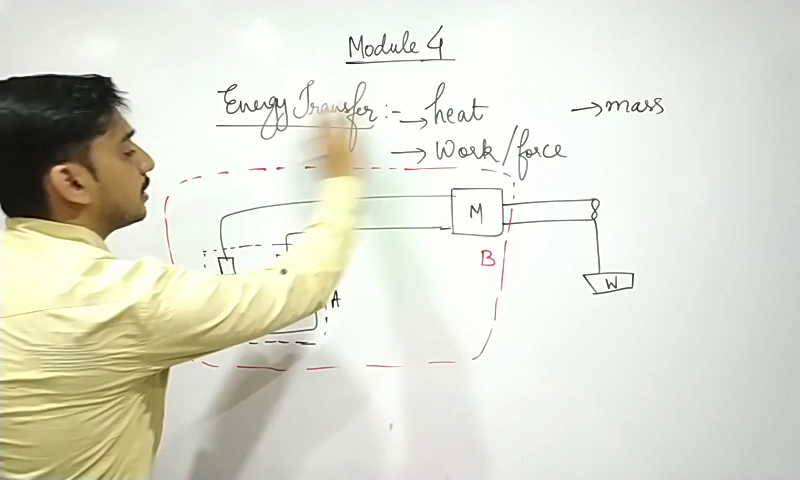 Module 4
Energy Transfer :- → heat → mass
→ Work/force
M
B
A
W